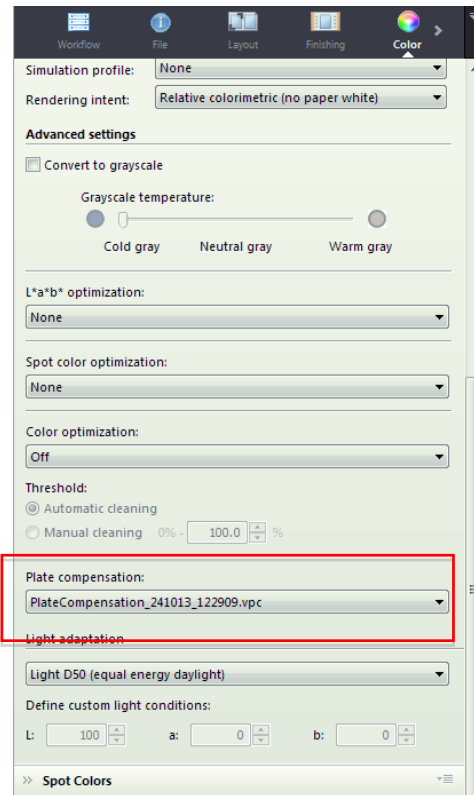 Workflow File Layout Finishing Color
Simulation profile: None
Rendering intent: Relative colorimetric (no paper white)
Advanced settings
Convert to grayscale
Grayscale temperature:
Cold gray Neutral gray Warm gray
L*a*b* optimization:
None
Spot color optimization:
None
Color optimization:
Off
Threshold:
Automatic cleaning
Manual cleaning 0% - 100.0 %
Plate compensation:
PlateCompensation_241013_122909.vpc
Light adaptation
Light D50 (equal energy daylight)
Define custom light conditions:
L: 100 a: 0 b: 0
Spot Colors